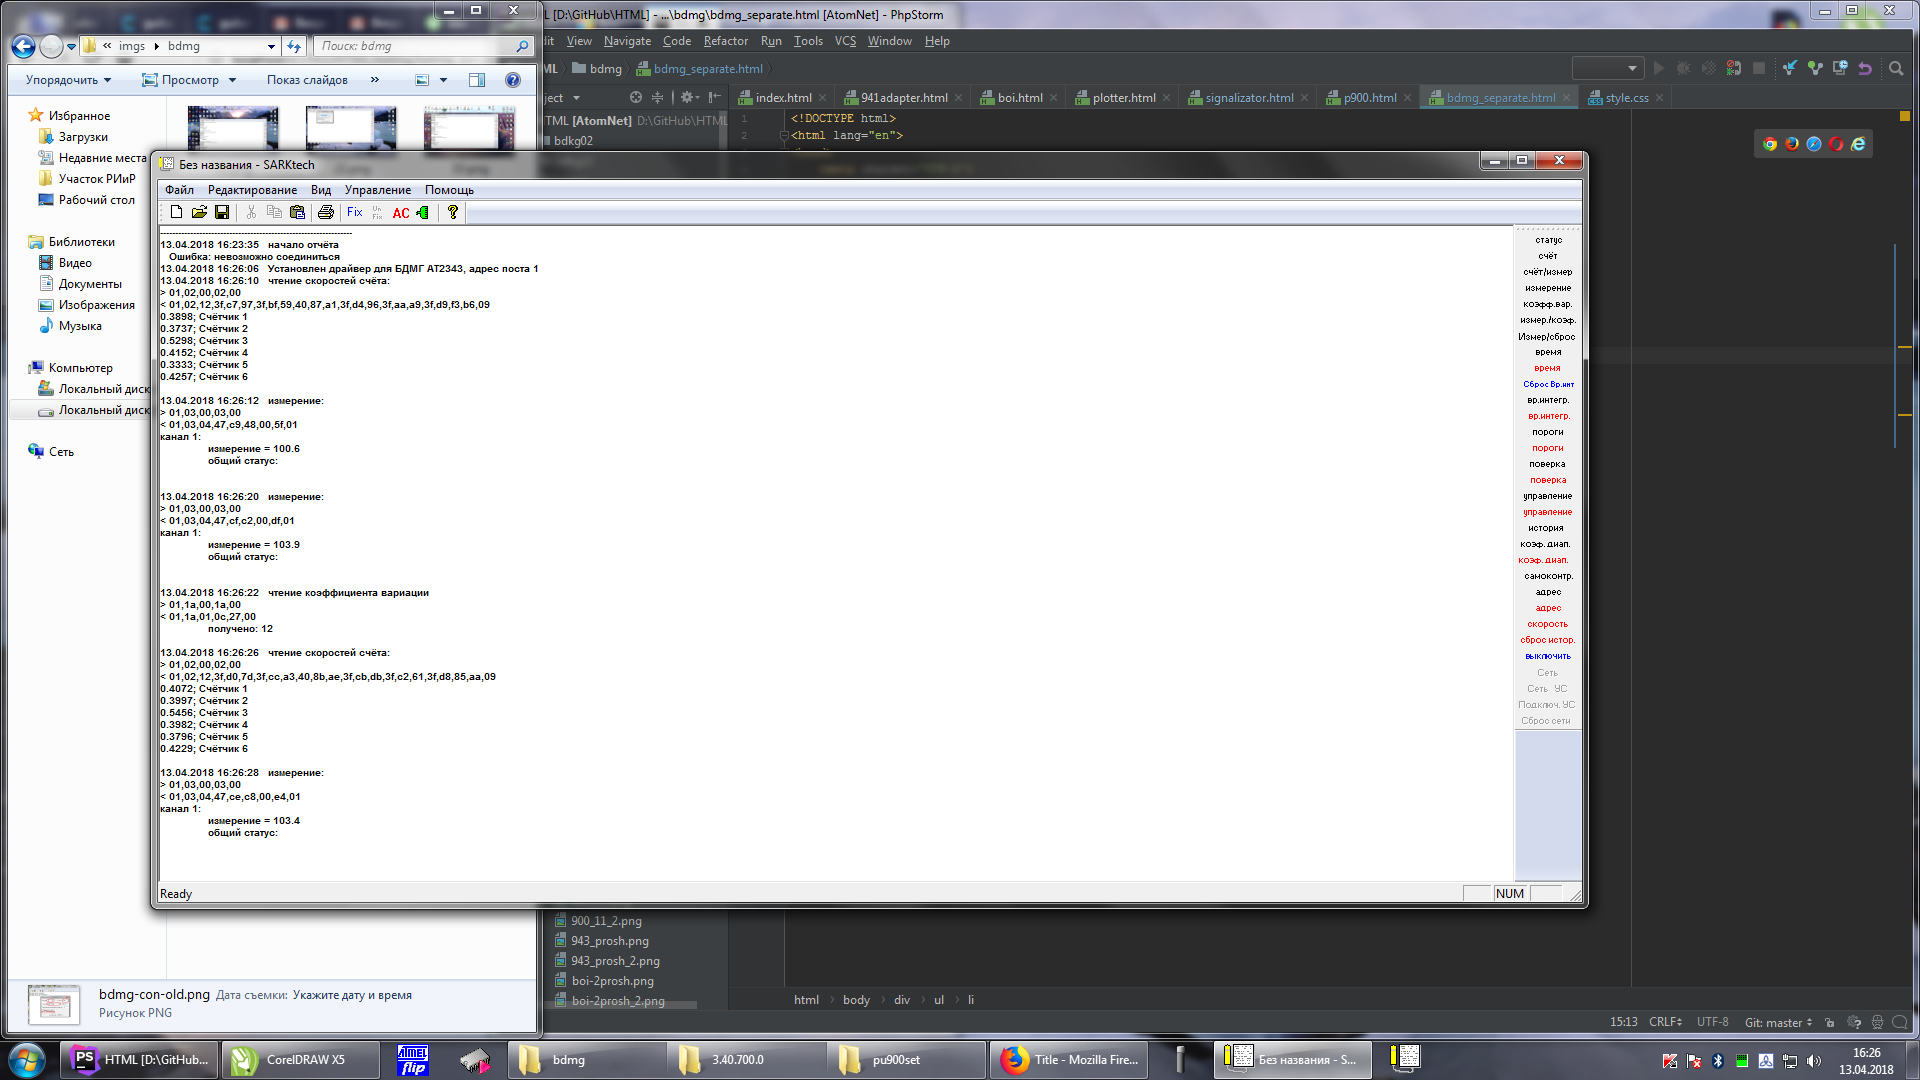 L [D:\GitHub\HTML] - ...\bdmg\bdmg_separate.html [AtomNet] - PhpStorm
imgs bdmg
Поиск: bdmg
dit View Navigate Code Refactor Run Tools VCS Window Help
Упорядочить Просмотр Показ слайдов »
ML bdmg bdmg_separate.html
ject
index.html 941adapter.html boi.html plotter.html signalizator.html p900.html bdmg_separate.html style.css
Избранное
Загрузки
Недавние места
Участок РИиР
Рабочий стол
Библиотеки
Видео
Документы
Изображения
Музыка
Компьютер
Локальный диск
Локальный диск
Сеть
TML [AtomNet] D:\GitHub\HTML
bdkg02
1 <!DOCTYPE html>
2 <html lang="en">
Без названия - SARKtech
Файл Редактирование Вид Управление Помощь
Fix Un Fix AC
13.04.2018 16:23:35 начало отчёта
Ошибка: невозможно соединиться
13.04.2018 16:26:06 Установлен драйвер для БДМГ АТ2343, адрес поста 1
13.04.2018 16:26:10 чтение скоростей счёта:
> 01,02,00,02,00
< 01,02,12,3f,c7,97,3f,bf,59,40,87,a1,3f,d4,96,3f,aa,a9,3f,d9,f3,b6,09
0.3898; Счётчик 1
0.3737; Счётчик 2
0.5298; Счётчик 3
0.4152; Счётчик 4
0.3333; Счётчик 5
0.4257; Счётчик 6
13.04.2018 16:26:12 измерение:
> 01,03,00,03,00
< 01,03,04,47,c9,48,00,5f,01
канал 1:
измерение = 100.6
общий статус:
13.04.2018 16:26:20 измерение:
> 01,03,00,03,00
< 01,03,04,47,cf,c2,00,df,01
канал 1:
измерение = 103.9
общий статус:
13.04.2018 16:26:22 чтение коэффициента вариации
> 01,1a,00,1a,00
< 01,1a,01,0c,27,00
получено: 12
13.04.2018 16:26:26 чтение скоростей счёта:
> 01,02,00,02,00
< 01,02,12,3f,d0,7d,3f,cc,a3,40,8b,ae,3f,cb,db,3f,c2,61,3f,d8,85,aa,09
0.4072; Счётчик 1
0.3997; Счётчик 2
0.5456; Счётчик 3
0.3982; Счётчик 4
0.3796; Счётчик 5
0.4229; Счётчик 6
13.04.2018 16:26:28 измерение:
> 01,03,00,03,00
< 01,03,04,47,ce,c8,00,e4,01
канал 1:
измерение = 103.4
общий статус:
статус
счёт
счёт/измер
измерение
коэфф.вар.
измер./коэф.
Измер/сброс
время
время
Сброс Вр.инт
вр.интегр.
вр.интегр.
пороги
пороги
поверка
поверка
управление
управление
история
коэф.диап.
коэф.диап.
самоконтр.
адрес
адрес
скорость
сброс истор.
выключить
Сеть
Сеть УС
Подключ.УС
Сброс сети
Ready
NUM
900_11_2.png
943_prosh.png
943_prosh_2.png
boi-2prosh.png
boi-2prosh_2.png
bdmg-con-old.png Дата съемки: Укажите дату и время
Рисунок PNG
html body div ul li
15:13 CRLF UTF-8 Git: master
PS HTML [D:\GitHub... CorelDRAW X5 ATMEL flip bdmg 3.40.700.0 pu900set Title - Mozilla Fire... Без названия - S...
16:26
13.04.2018